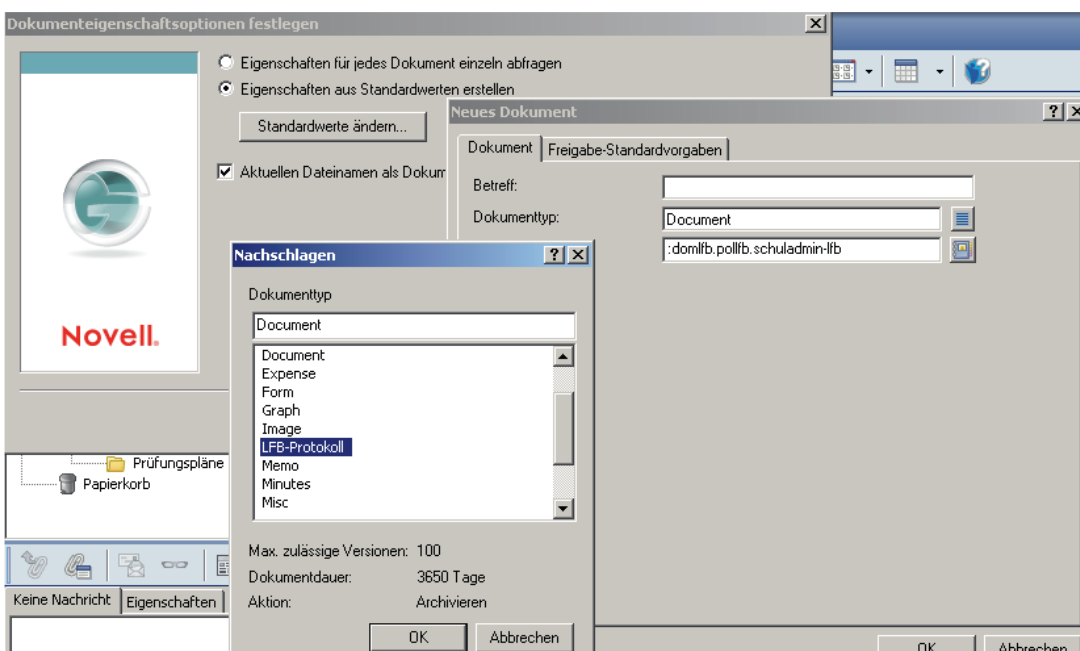 Dokumenteigenschaftsoptionen festlegen
Eigenschaften für jedes Dokument einzeln abfragen
Eigenschaften aus Standardwerten erstellen
Standardwerte ändern...
Aktuellen Dateinamen als Dokum
Novell.
Neues Dokument
Dokument
Freigabe-Standardvorgaben
Betreff:
Dokumenttyp:
Document
:domlfb.pollfb.schuladmin-lfb
Nachschlagen
Dokumenttyp
Document
Document
Expense
Form
Graph
Image
LFB-Protokoll
Memo
Minutes
Misc
Max. zulässige Versionen: 100
Dokumentdauer: 3650 Tage
Aktion: Archivieren
OK
Abbrechen
Prüfungspläne
Papierkorb
Keine Nachricht
Eigenschaften
OK
Abbrechen